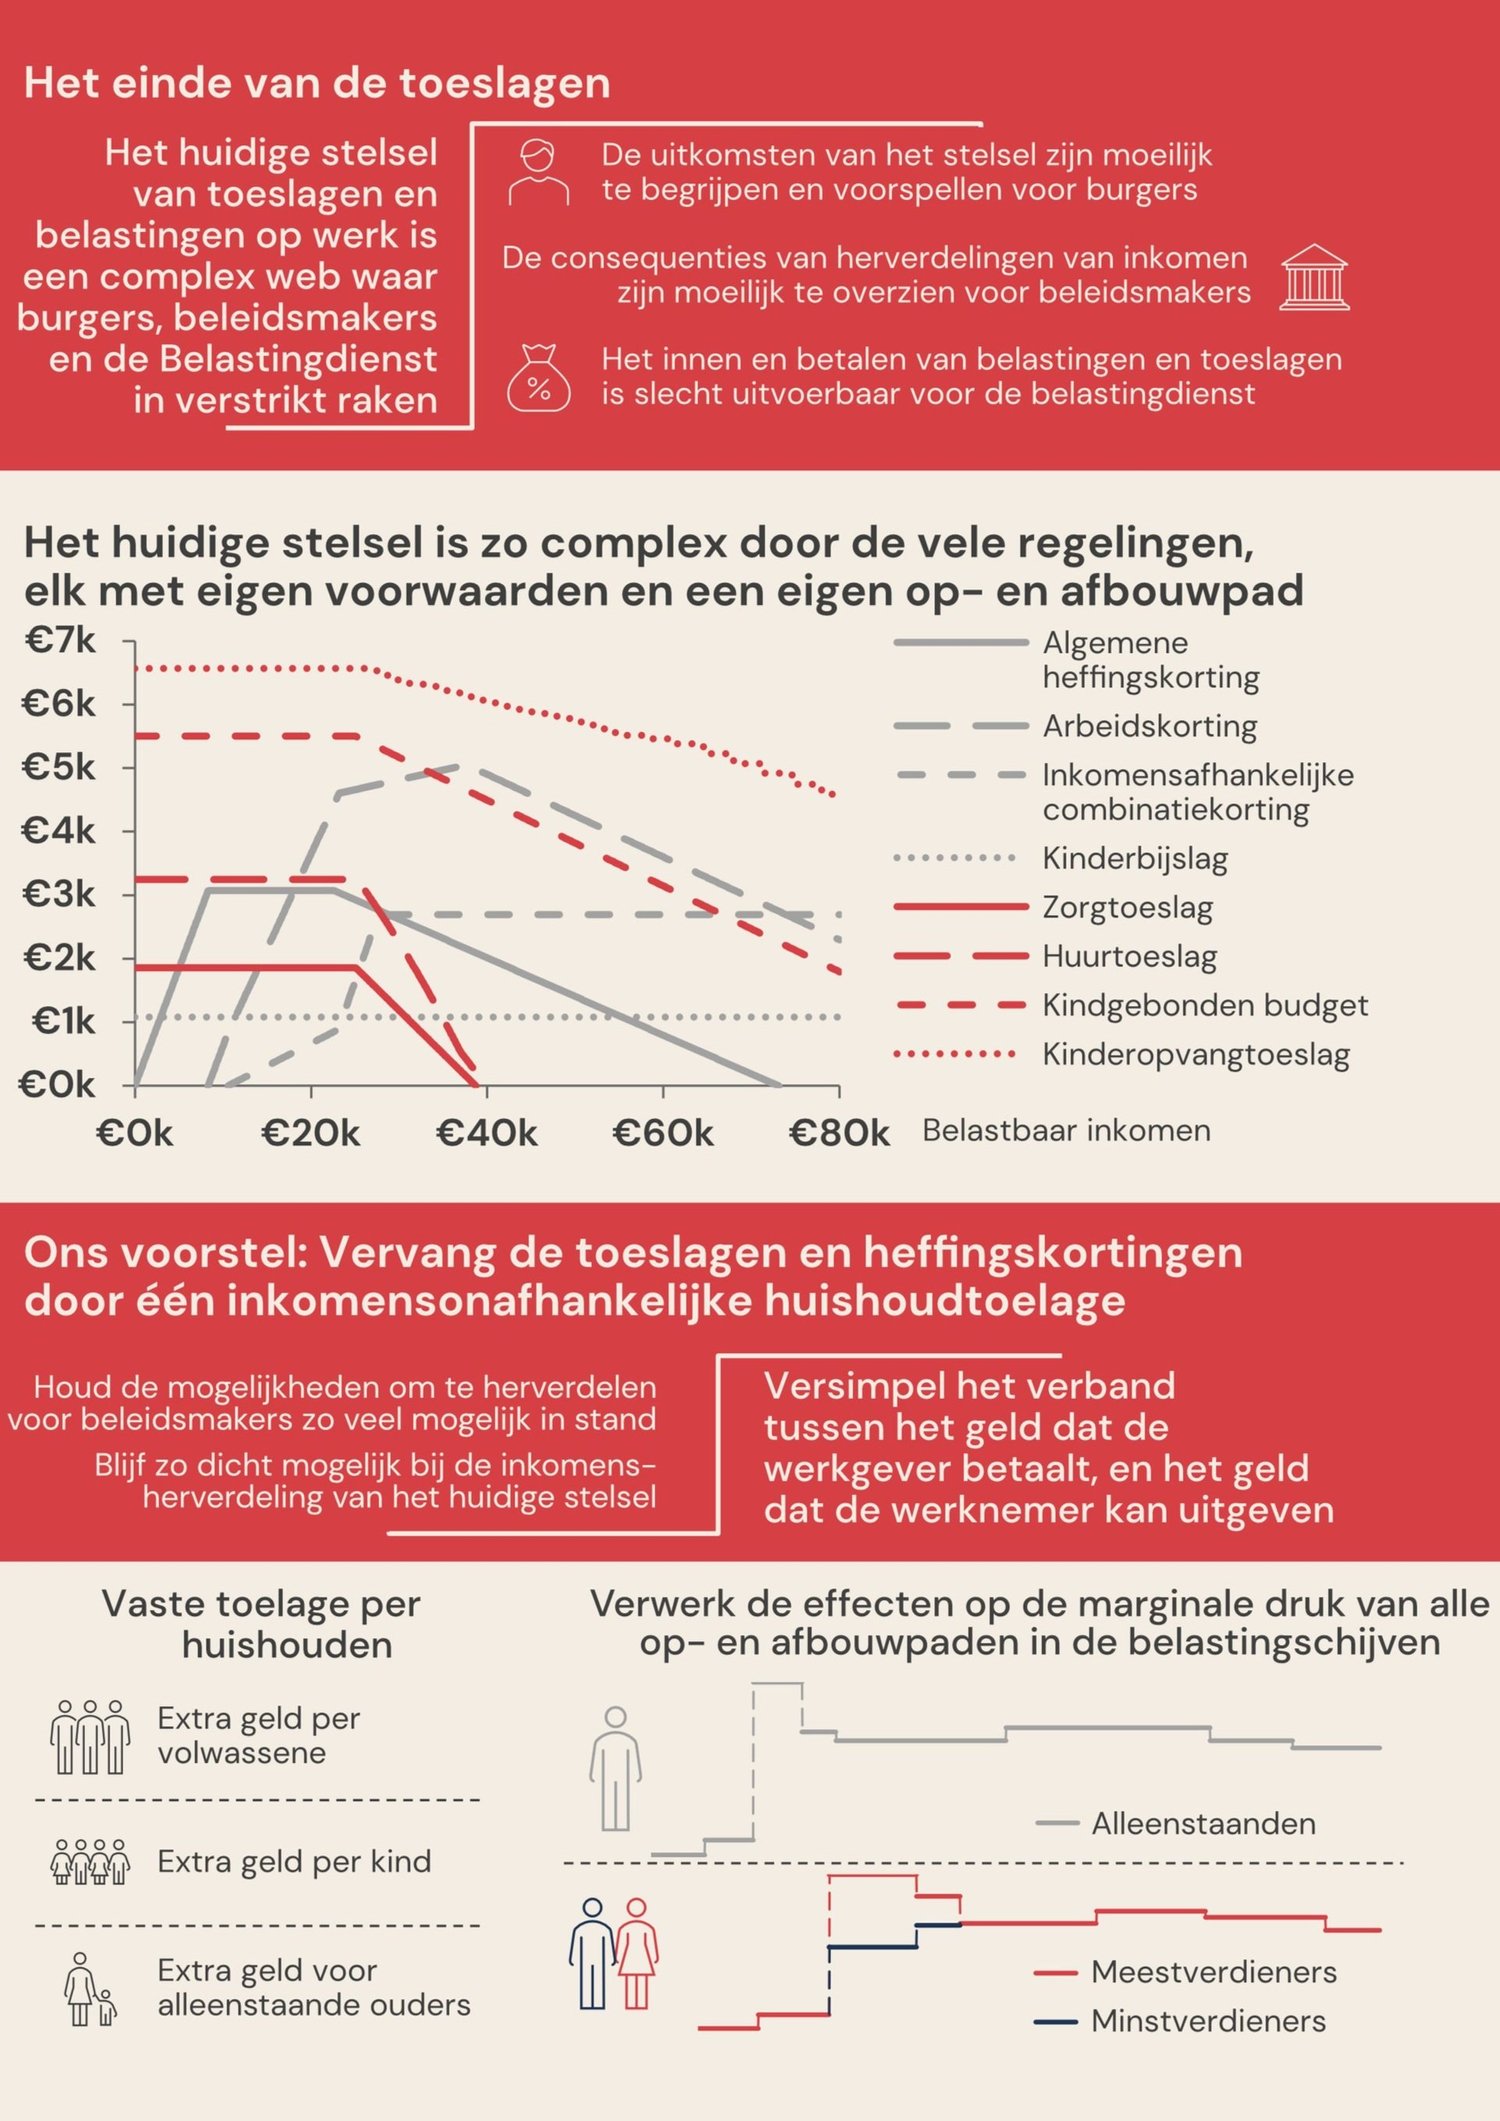 Het einde van de toeslagen
Het huidige stelsel
van toeslagen en
belastingen op werk is
een complex web waar
burgers, beleidsmakers
en de Belastingdienst
in verstrikt raken
De uitkomsten van het stelsel zijn moeilijk
te begrijpen en voorspellen voor burgers
De consequenties van herverdelingen van inkomen
zijn moeilijk te overzien voor beleidsmakers
%
Het innen en betalen van belastingen en toeslagen
is slecht uitvoerbaar voor de belastingdienst
Het huidige stelsel is zo complex door de vele regelingen,
elk met eigen voorwaarden en een eigen op- en afbouwpad
€7k
€6k
€5k
€4k
€3k
€2k
€1k
€0k
€0k
€20k
€40k
€60k
€80k
Belastbaar inkomen
Algemene
heffingskorting
Arbeidskorting
Inkomensafhankelijke
combinatiekorting
Kinderbijslag
Zorgtoeslag
Huurtoeslag
Kindgebonden budget
Kinderopvangtoeslag
Ons voorstel: Vervang de toeslagen en heffingskortingen
door één inkomensonafhankelijke huishoudtoelage
Houd de mogelijkheden om te herverdelen
voor beleidsmakers zo veel mogelijk in stand
Blijf zo dicht mogelijk bij de inkomens-
herverdeling van het huidige stelsel
Versimpel het verband
tussen het geld dat de
werkgever betaalt, en het geld
dat de werknemer kan uitgeven
Vaste toelage per
huishouden
Extra geld per
volwassene
Extra geld per kind
Extra geld voor
alleenstaande ouders
Verwerk de effecten op de marginale druk van alle
op- en afbouwpaden in de belastingschijven
Alleenstaanden
Meestverdieners
Minstverdieners